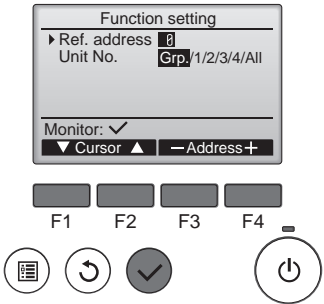 Function setting
Ref. address 0
Unit No. Grp./1/2/3/4/All
Monitor: ✓
▼ Cursor ▲ −Address+
F1 F2 F3 F4